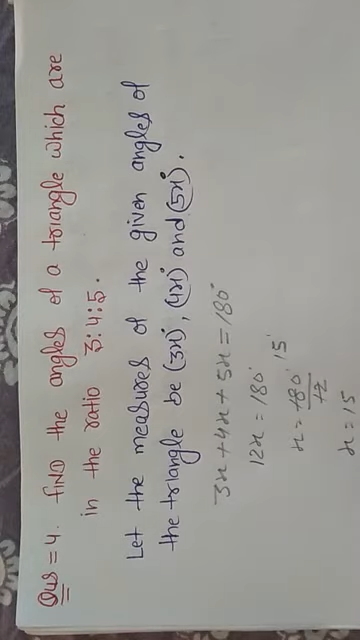 Qus = 4. FIND the angles of a triangle which are
in the ratio 3:4:5.
Let the measures of the given angles of
the triangle be (3x)°, (4x)° and (5x)°.
3x + 4x + 5x = 180°
12x = 180°
x = 180° 15
12
x = 15